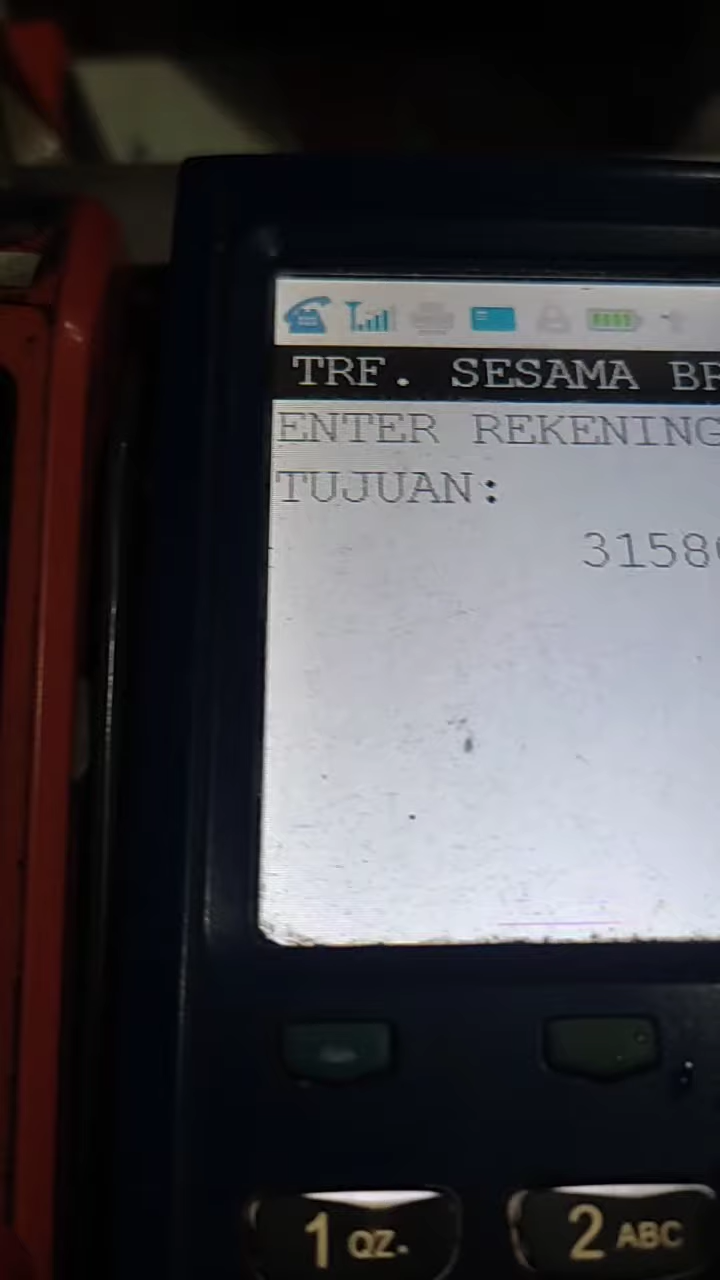 TRF. SESAMA BR
ENTER REKENING
TUJUAN:
3158
1 QZ.
2 ABC